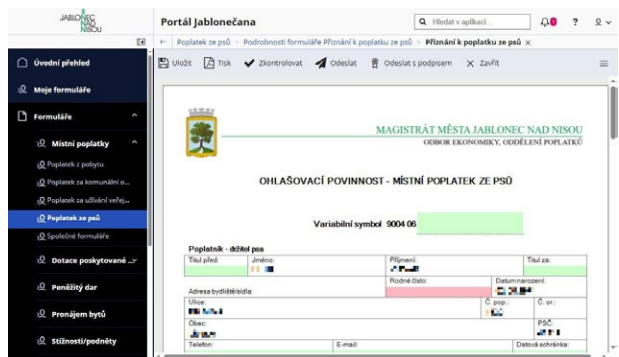 JABLONEC
NAD
NISOU
Portál Jablonečana
Hledat v aplikaci...
?
Poplatek ze psů > Podrobnosti formuláře Přiznání k poplatku ze psů > Přiznání k poplatku ze psů ×
Úvodní přehled
Moje formuláře
Formuláře
Místní poplatky
Poplatek z pobytu
Poplatek za komunální o...
Poplatek za užívání veřej...
Poplatek ze psů
Společné formuláře
Dotace poskytované ...
Peněžitý dar
Pronájem bytů
Stížnosti/podněty
Uložit Tisk Zkontrolovat Odeslat Odeslat s podpisem Zavřít
MAGISTRÁT MĚSTA JABLONEC NAD NISOU
ODBOR EKONOMIKY, ODDĚLENÍ POPLATKŮ
OHLAŠOVACÍ POVINNOST - MÍSTNÍ POPLATEK ZE PSŮ
Variabilní symbol 9004 06
Poplatník - držitel psa
Titul před: Jméno: Příjmení: Titul za:
Adresa bydliště/sídla: Rodné číslo: Datum narození:
Ulice: Č. pop.: Č. or.:
Obec: PSČ:
Telefon: E-mail: Datová schránka: